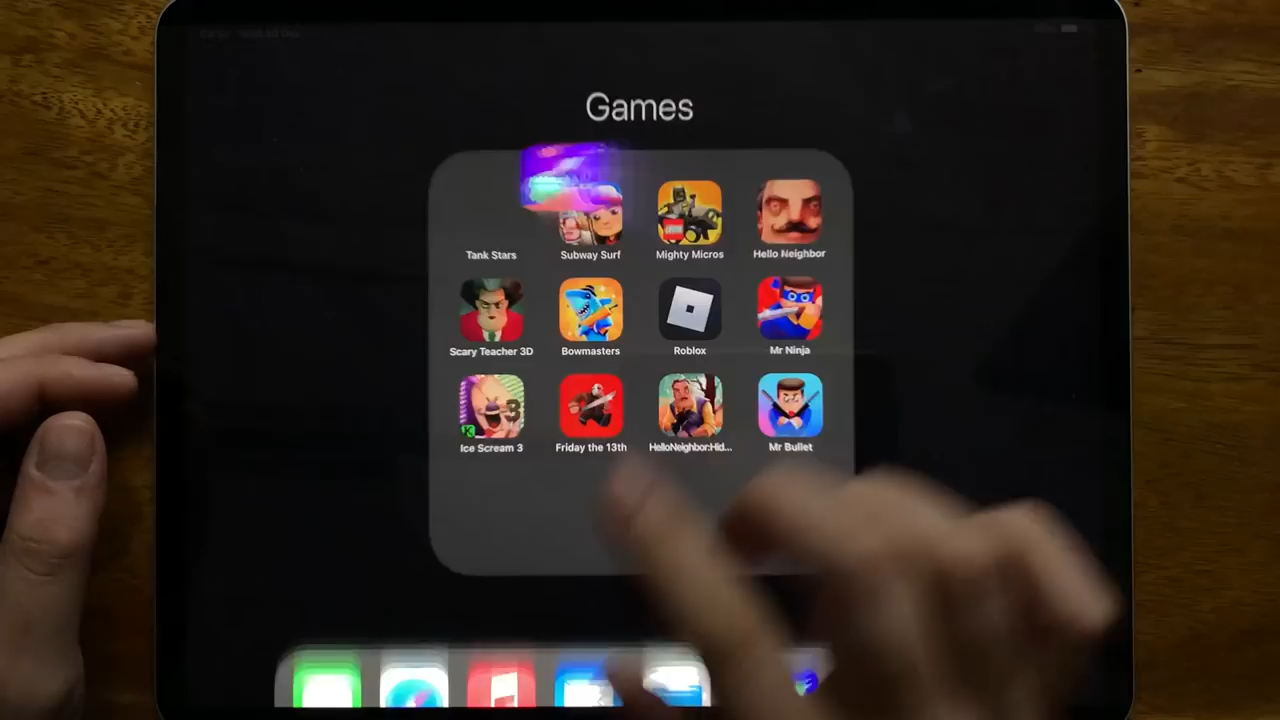 Games
Tank Stars
Subway Surf
Mighty Micros
Hello Neighbor
Scary Teacher 3D
Bowmasters
Roblox
Mr Ninja
3
Ice Scream 3
Friday the 13th
HelloNeighbor:Hid...
Mr Bullet